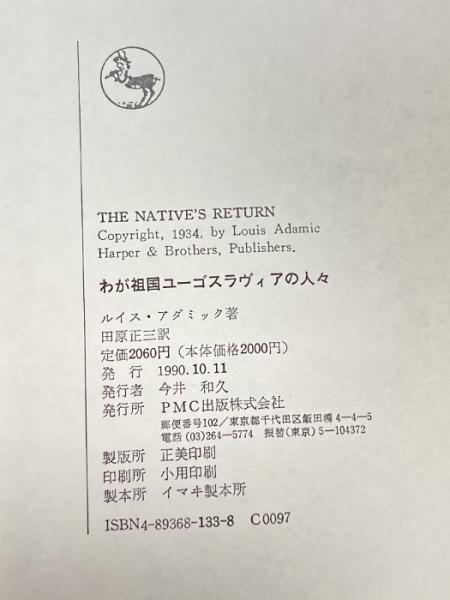 THE NATIVE'S RETURN
Copyright, 1934. by Louis Adamic
Harper & Brothers, Publishers.
わが祖国ユーゴスラヴィアの人々
ルイス・アダミック著
田原正三訳
定価2060円（本体価格2000円）
発 行 1990.10.11
発行者 今井 和久
発行所 PMC出版株式会社
郵便番号102／東京都千代田区飯田橋 4—4—5
電話 (03)264—5774 振替(東京)5—104372
製版所 正美印刷
印刷所 小用印刷
製本所 イマヰ製本所
ISBN4-89368-133-8 C0097